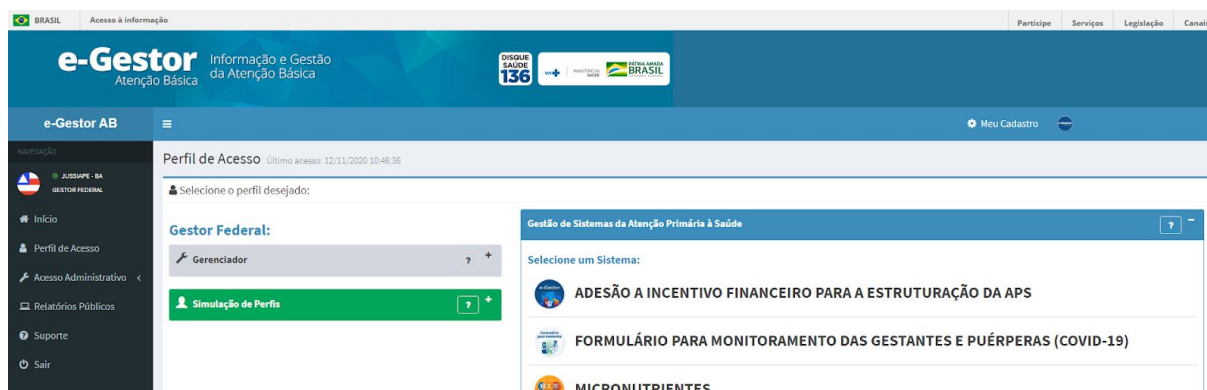 BRASIL Acesso à informação Participe Serviços Legislação Canais
e-Gestor
Atenção Básica
Informação e Gestão
da Atenção Básica
DISQUE
SAÚDE
136
SUS
PÁTRIA AMADA
BRASIL
e-Gestor AB
Meu Cadastro
NAVEGAÇÃO
JUSSIAPE - BA
GESTOR FEDERAL
Início
Perfil de Acesso
Acesso Administrativo
Relatórios Públicos
Suporte
Sair
Perfil de Acesso Último acesso: 12/11/2020 10:46:36
Selecione o perfil desejado:
Gestor Federal:
Gerenciador ? +
Simulação de Perfis ? +
Gestão de Sistemas da Atenção Primária à Saúde ? −
Selecione um Sistema:
ADESÃO A INCENTIVO FINANCEIRO PARA A ESTRUTURAÇÃO DA APS
FORMULÁRIO PARA MONITORAMENTO DAS GESTANTES E PUÉRPERAS (COVID-19)
MICRONUTRIENTES